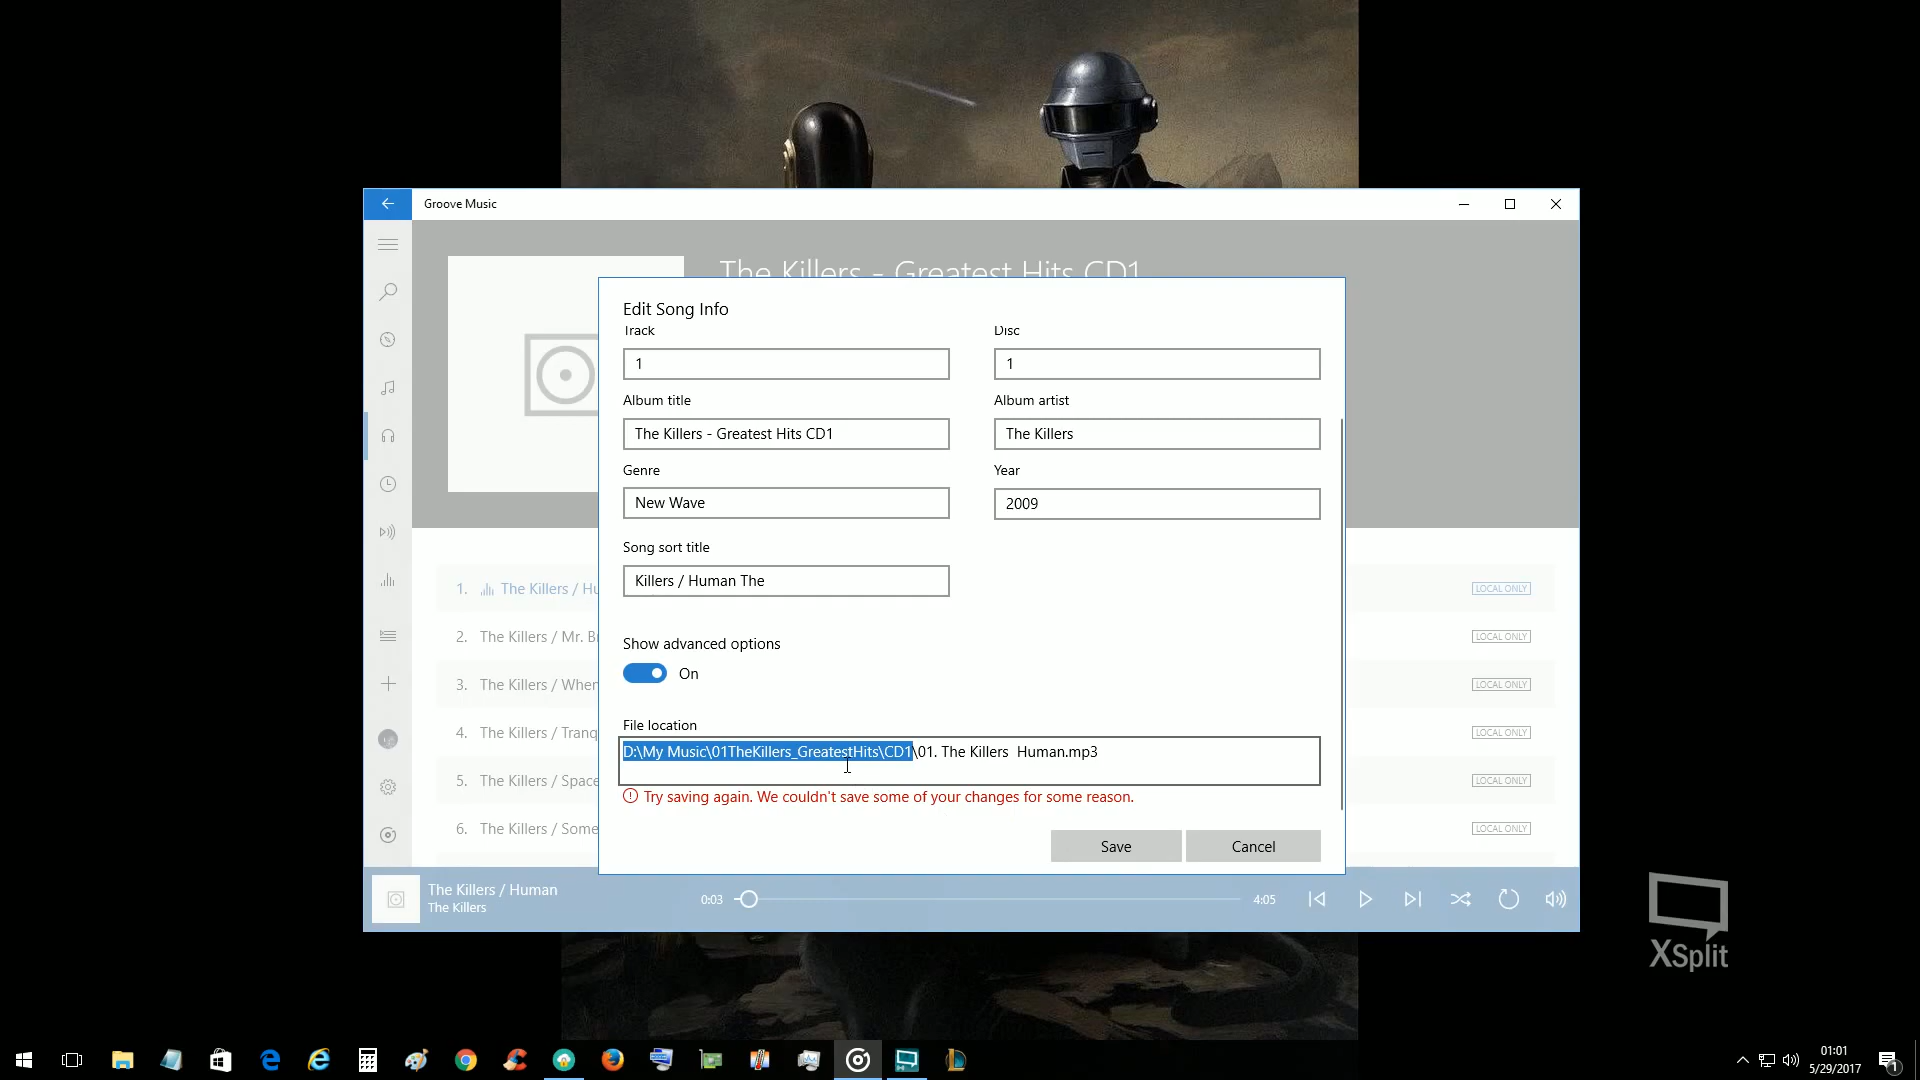 Groove Music
The Killers - Greatest Hits CD1
Edit Song Info
Track
Disc
1
1
Album title
Album artist
The Killers - Greatest Hits CD1
The Killers
Genre
Year
New Wave
2009
Song sort title
Killers / Human The
1. The Killers / Hu
LOCAL ONLY
2. The Killers / Mr. Br
LOCAL ONLY
Show advanced options
On
3. The Killers / When
LOCAL ONLY
4. The Killers / Tranq
LOCAL ONLY
File location
D:\My Music\01TheKillers_GreatestHits\CD1\01. The Killers  Human.mp3
5. The Killers / Space
LOCAL ONLY
Try saving again. We couldn't save some of your changes for some reason.
6. The Killers / Some
LOCAL ONLY
Save
Cancel
The Killers / Human
The Killers
0:03
4:05
XSplit
01:01
5/29/2017
1